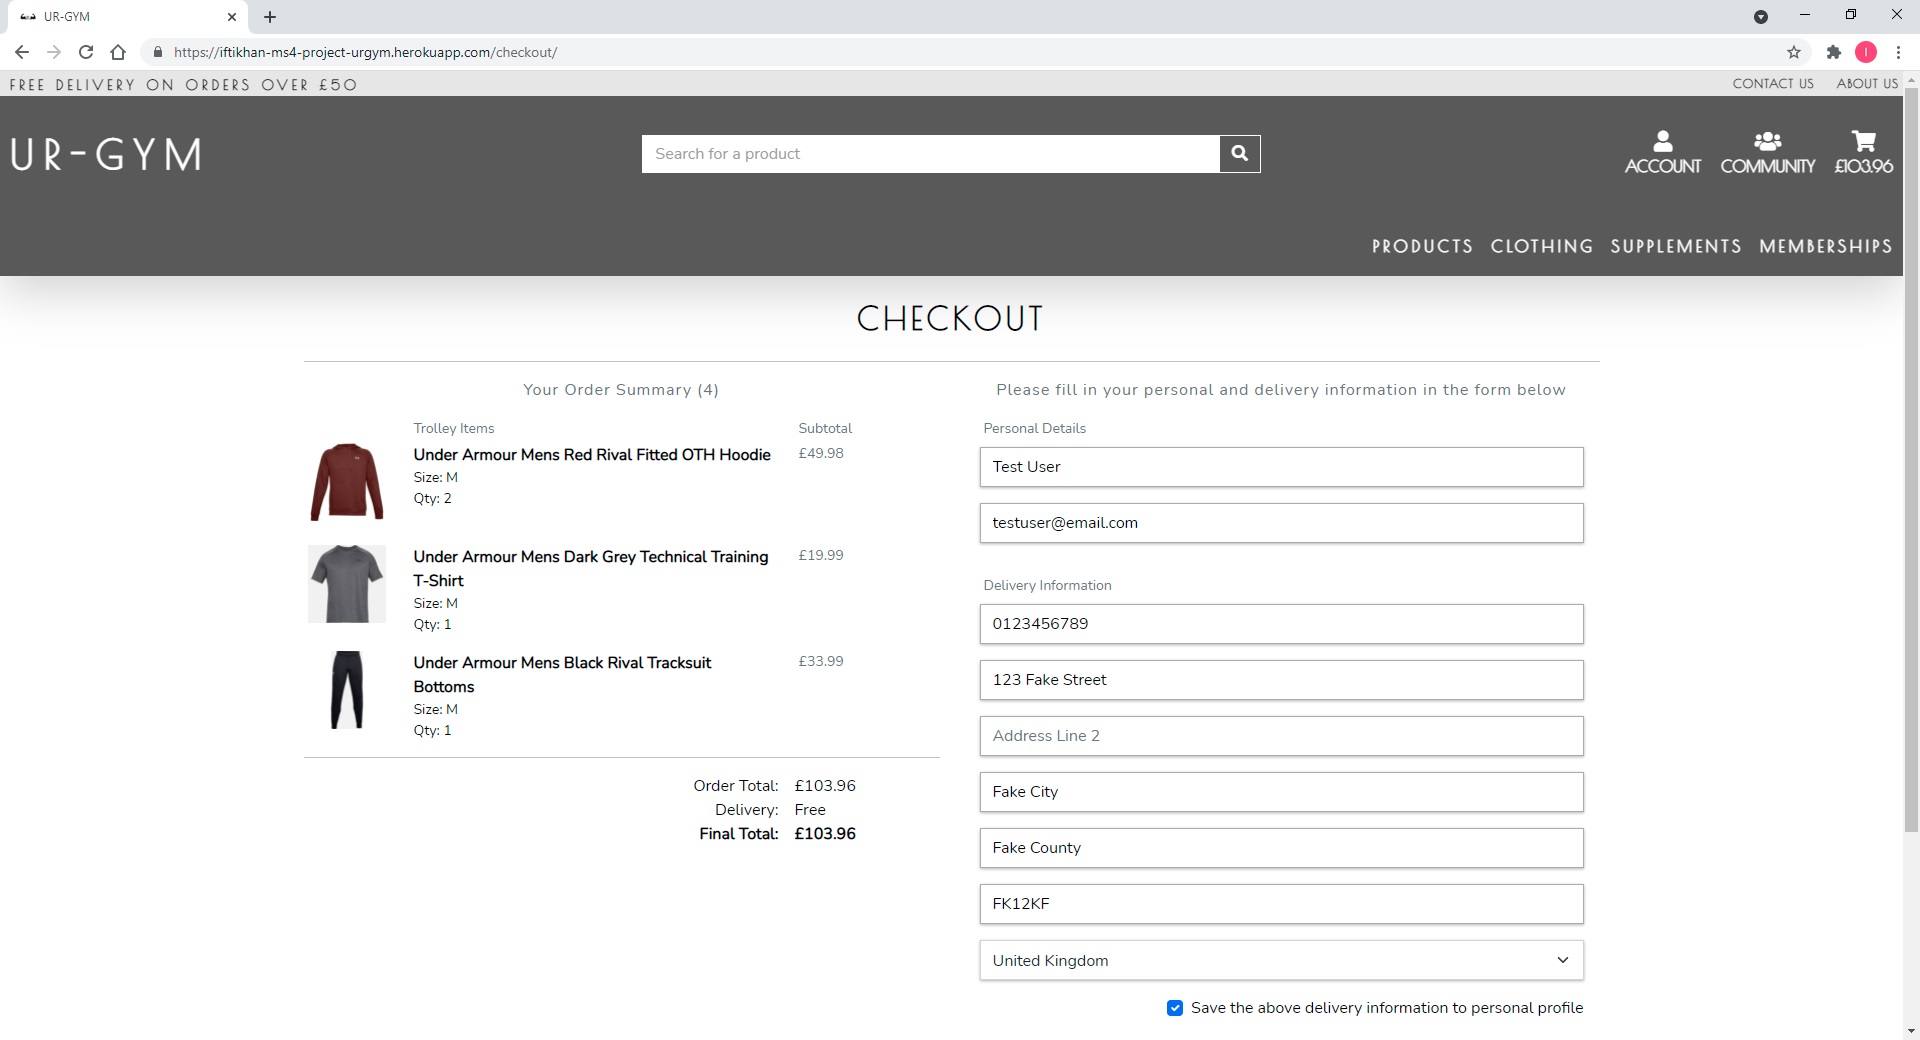 UR-GYM
https://iftikhan-ms4-project-urgym.herokuapp.com/checkout/
I
FREE DELIVERY ON ORDERS OVER £50
CONTACT US
ABOUT US
UR-GYM
Search for a product
ACCOUNT
COMMUNITY
£103.96
PRODUCTS
CLOTHING
SUPPLEMENTS
MEMBERSHIPS
CHECKOUT
Your Order Summary (4)
Trolley Items
Subtotal
Under Armour Mens Red Rival Fitted OTH Hoodie
£49.98
Size: M
Qty: 2
Under Armour Mens Dark Grey Technical Training
£19.99
T-Shirt
Size: M
Qty: 1
Under Armour Mens Black Rival Tracksuit
£33.99
Bottoms
Size: M
Qty: 1
Order Total: £103.96
Delivery: Free
Final Total: £103.96
Please fill in your personal and delivery information in the form below
Personal Details
Test User
testuser@email.com
Delivery Information
0123456789
123 Fake Street
Address Line 2
Fake City
Fake County
FK12KF
United Kingdom
Save the above delivery information to personal profile